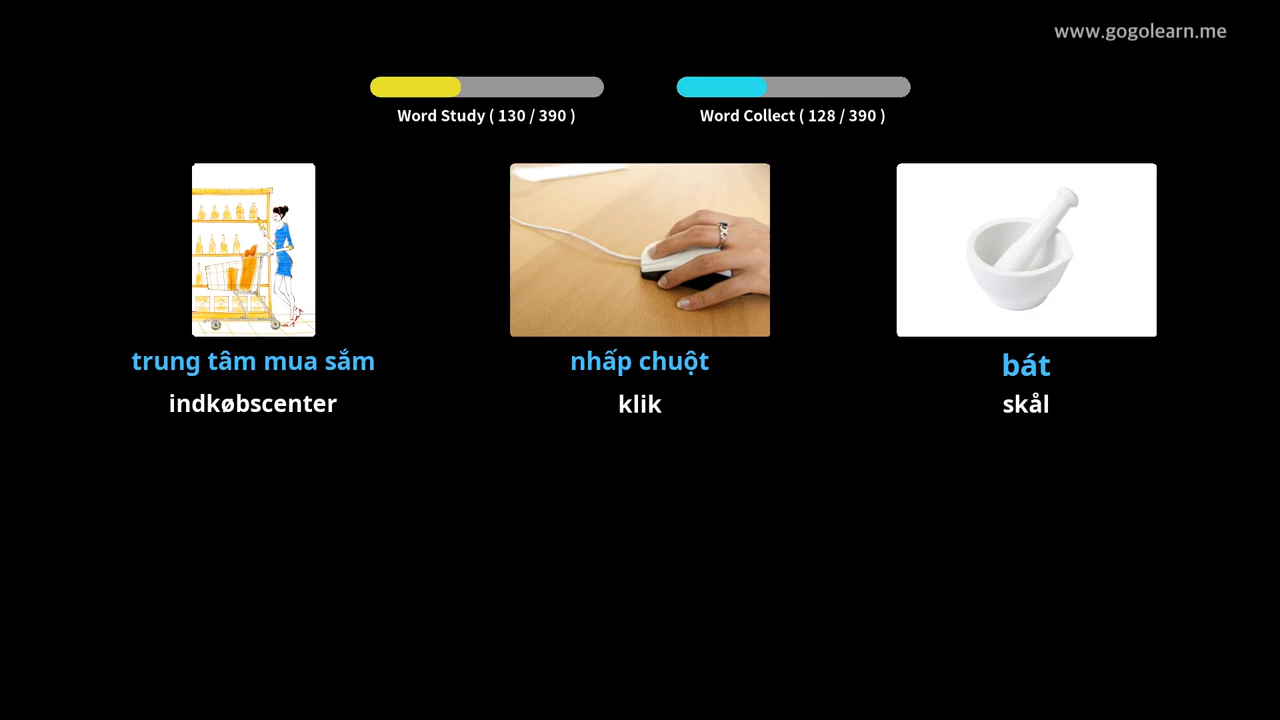 www.gogolearn.me
Word Study ( 130 / 390 )
Word Collect ( 128 / 390 )
trung tâm mua sắm
indkøbscenter
nhấp chuột
klik
bát
skål